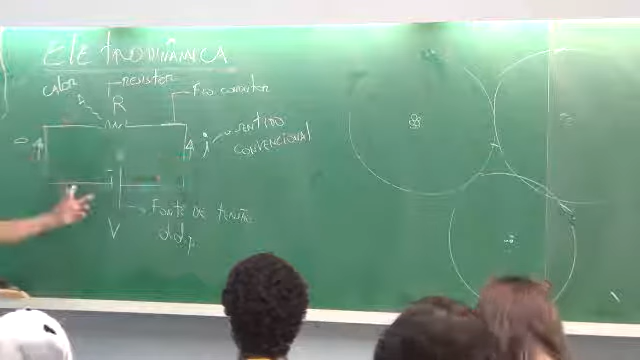 ELETRODINÂMICA
calor
resistor
Fio condutor
R
i
sentido
convencional
Fonte de tensão
d.d.p.
V